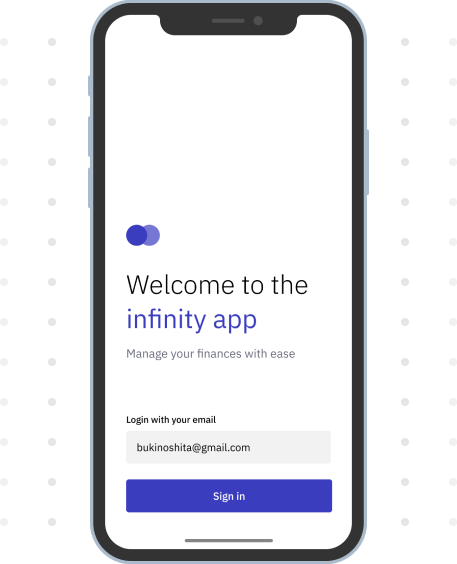 Welcome to the
infinity app
Manage your finances with ease
Login with your email
bukinoshita@gmail.com
Sign in